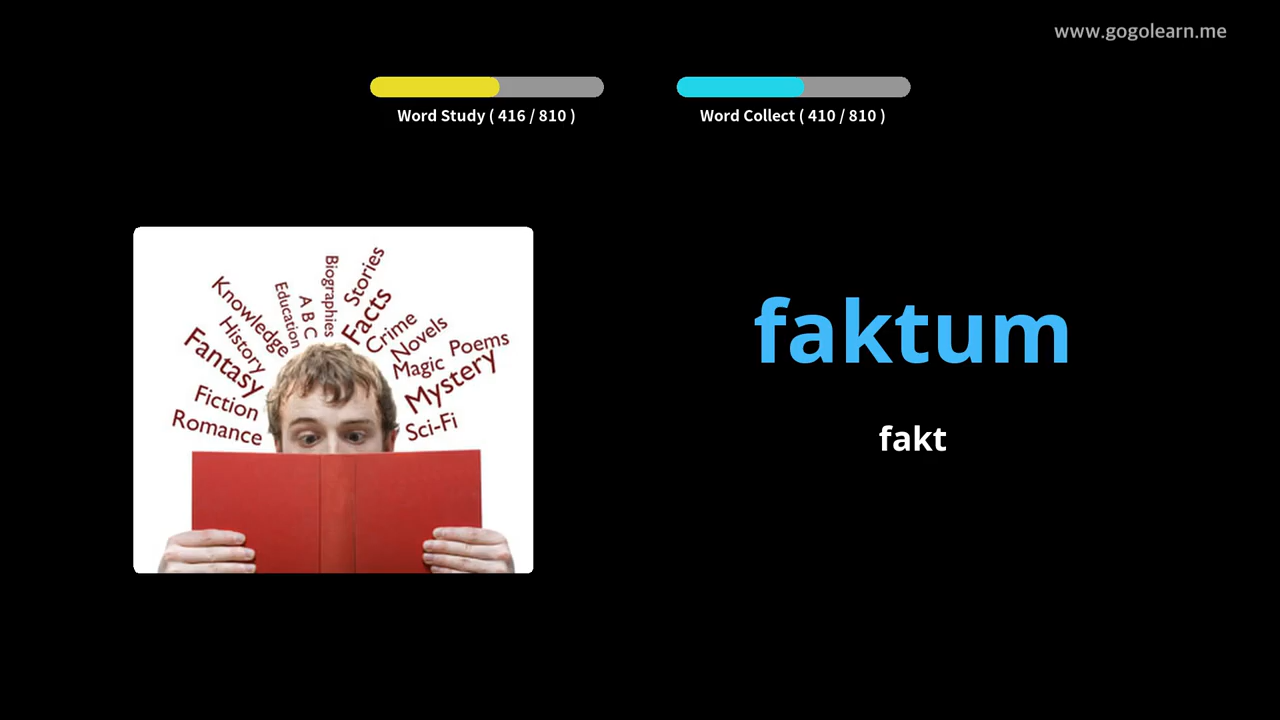 www.gogolearn.me
Word Study ( 416 / 810 )
Word Collect ( 410 / 810 )
Knowledge
Education
A B C
Biographies
Stories
Facts
Crime
Novels
Poems
Magic
Mystery
Sci-Fi
History
Fantasy
Fiction
Romance
faktum
fakt